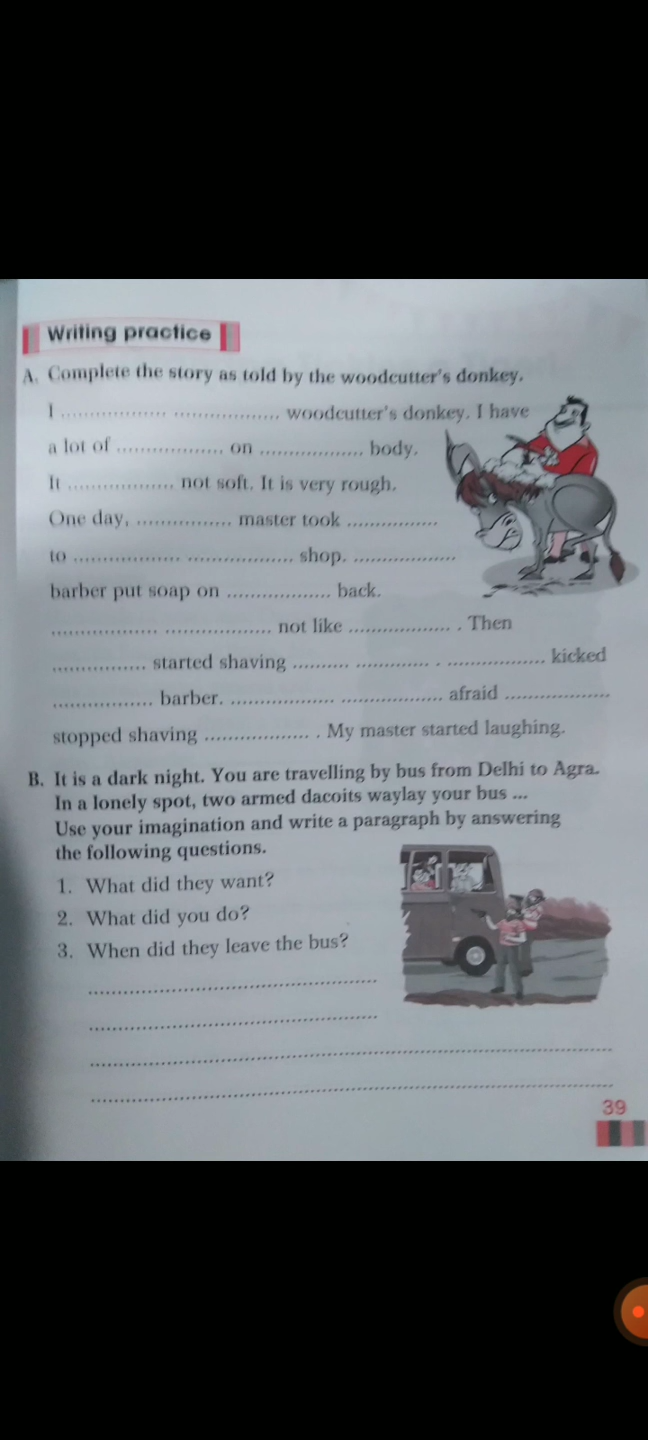 Writing practice
A. Complete the story as told by the woodcutter's donkey.
I .................. .................. woodcutter's donkey. I have
a lot of .................. on .................. body.
It .................. not soft. It is very rough.
One day, ................ master took ................
to .................. .................. shop. ..................
barber put soap on .................. back.
.................. .................. not like .................. . Then
................ started shaving .......... ............. . ................. kicked
.................. barber. .................. .................. afraid ..................
stopped shaving .................. . My master started laughing.
B. It is a dark night. You are travelling by bus from Delhi to Agra.
In a lonely spot, two armed dacoits waylay your bus ...
Use your imagination and write a paragraph by answering
the following questions.
1. What did they want?
2. What did you do?
3. When did they leave the bus?
39